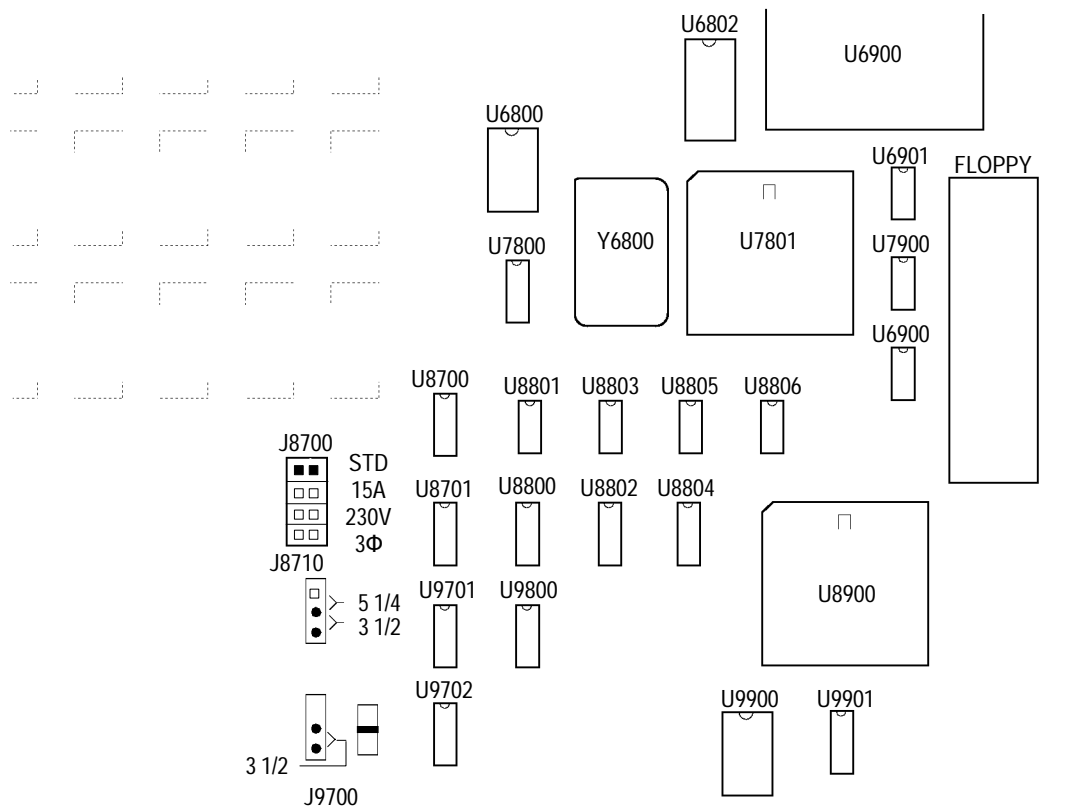 U6802
U6900
U6800
U6901
FLOPPY
Y6800
U7801
U7800
U7900
U6900
U8700
U8801
U8803
U8805
U8806
J8700
STD
15A
230V
3Φ
U8701
U8800
U8802
U8804
J8710
5 1/4
3 1/2
U9701
U9800
U8900
U9702
U9900
U9901
3 1/2
J9700